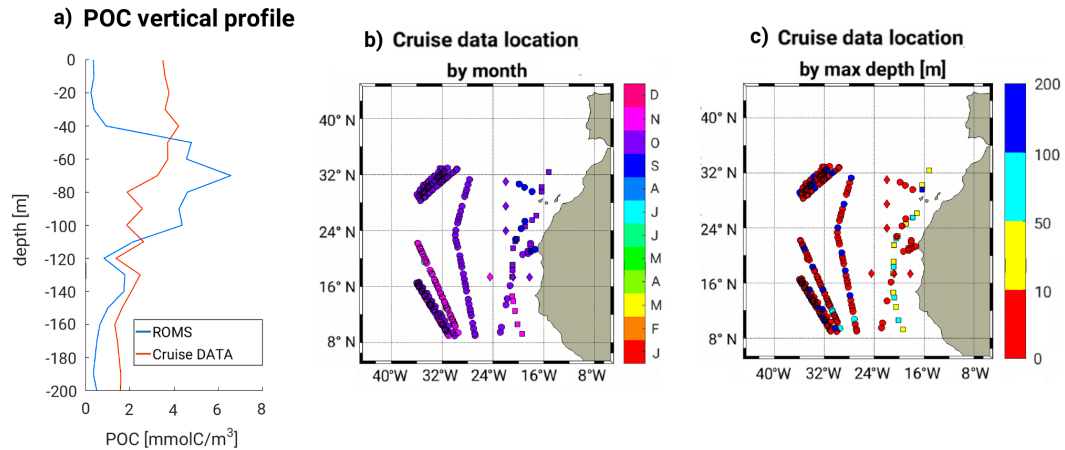 a) POC vertical profile
0
-20
-40
-60
-80
-100
-120
-140
-160
-180
-200
depth [m]
0 2 4 6 8
POC [mmolC/m³]
ROMS
Cruise DATA
b) Cruise data location
by month
40° N
32° N
24° N
16° N
8° N
40°W 32°W 24°W 16°W 8°W
D
N
O
S
A
J
J
M
A
M
F
J
c) Cruise data location
by max depth [m]
40° N
32° N
24° N
16° N
8° N
40°W 32°W 24°W 16°W 8°W
200
100
50
10
0